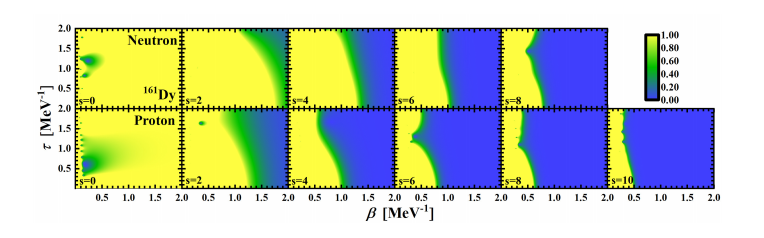 2.0
1.5
1.0
0.5
Neutron
161Dy
s=0
s=2
s=4
s=6
s=8
1.00
0.80
0.60
0.40
0.20
0.00
τ [MeV-1]
2.0
1.5
1.0
0.5
Proton
s=0
s=2
s=4
s=6
s=8
s=10
0.5 1.0 1.5 2.0 0.5 1.0 1.5 2.0 0.5 1.0 1.5 2.0 0.5 1.0 1.5 2.0 0.5 1.0 1.5 2.0 0.5 1.0 1.5 2.0
β [MeV-1]